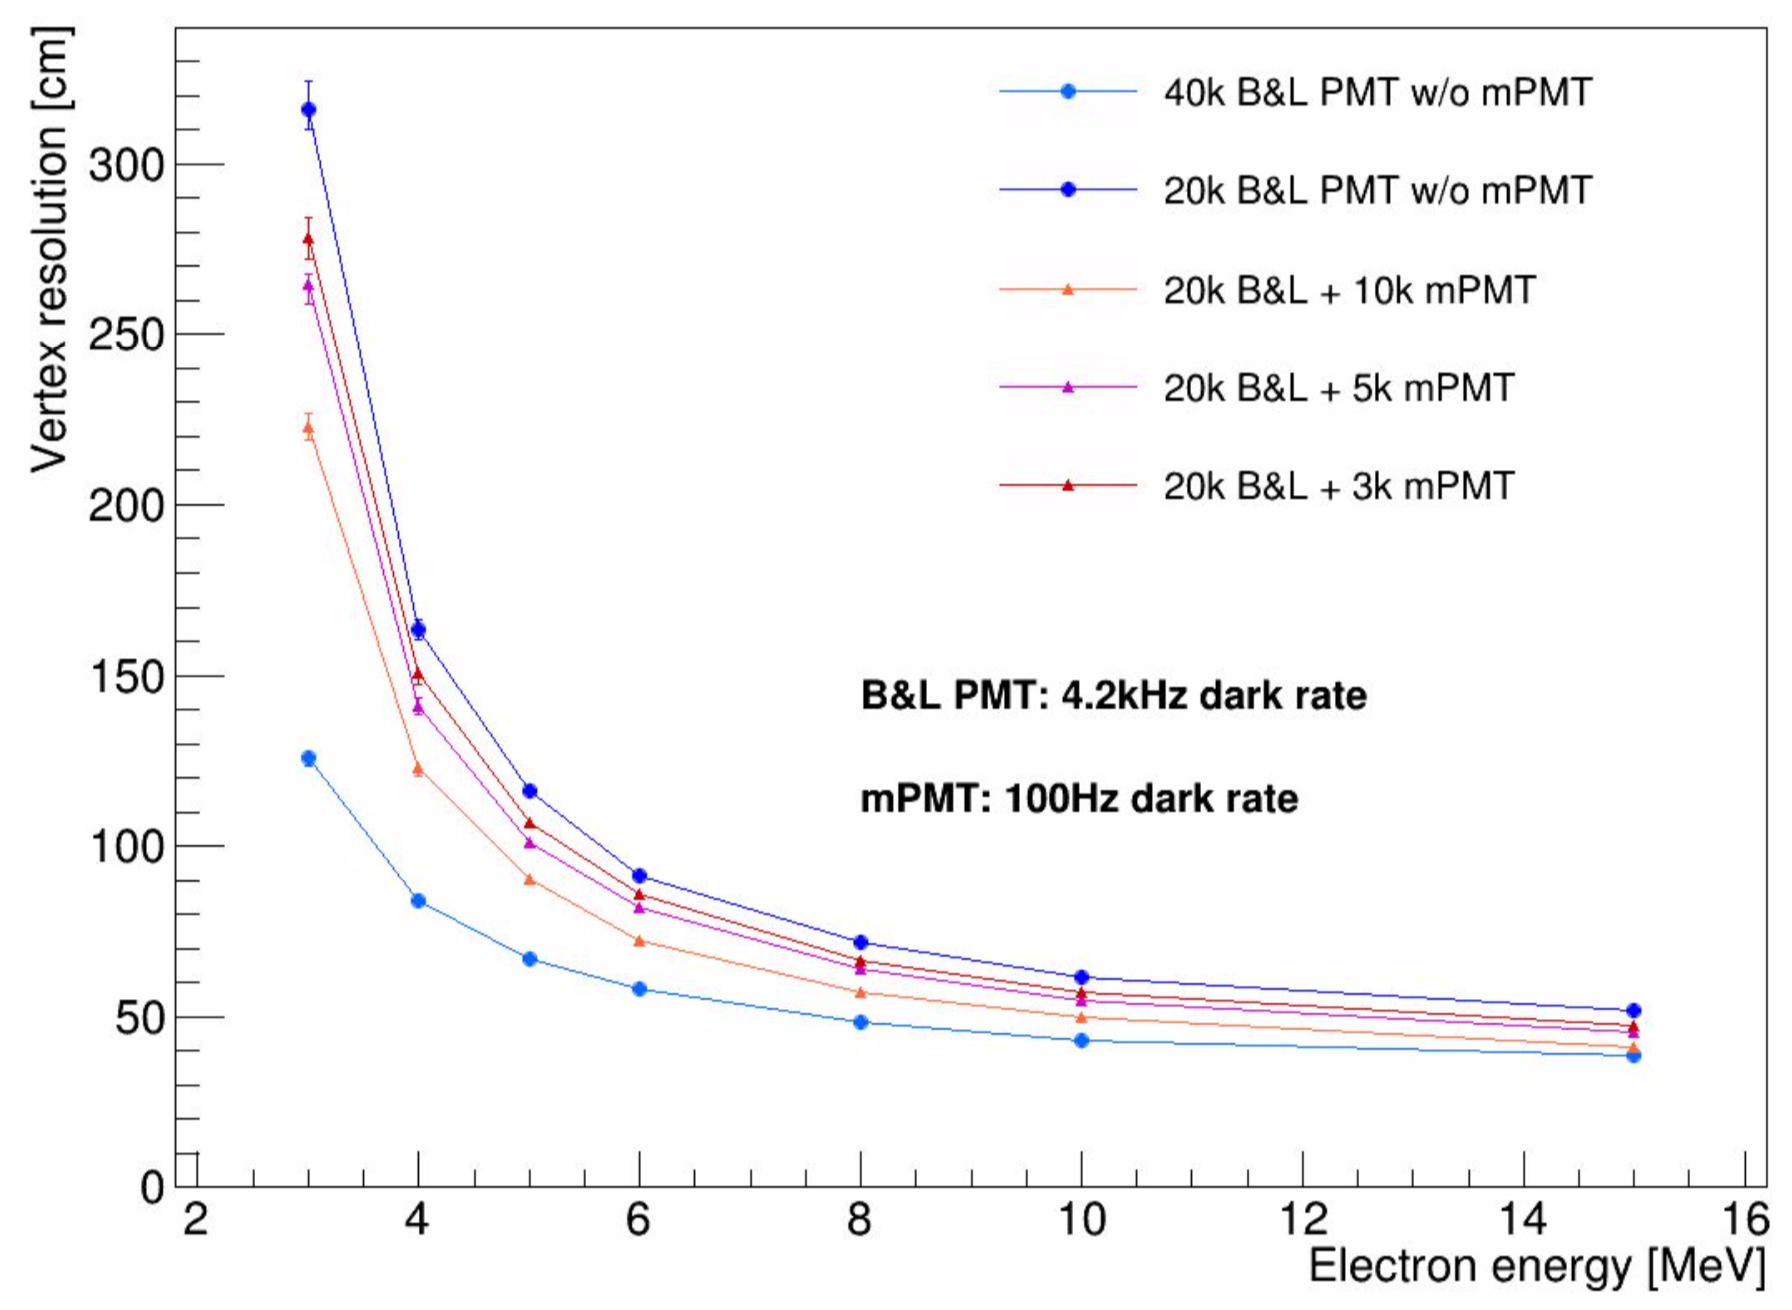 Vertex resolution [cm]
300
250
200
150
100
50
0
40k B&L PMT w/o mPMT
20k B&L PMT w/o mPMT
20k B&L + 10k mPMT
20k B&L + 5k mPMT
20k B&L + 3k mPMT
B&L PMT: 4.2kHz dark rate
mPMT: 100Hz dark rate
2 4 6 8 10 12 14 16
Electron energy [MeV]